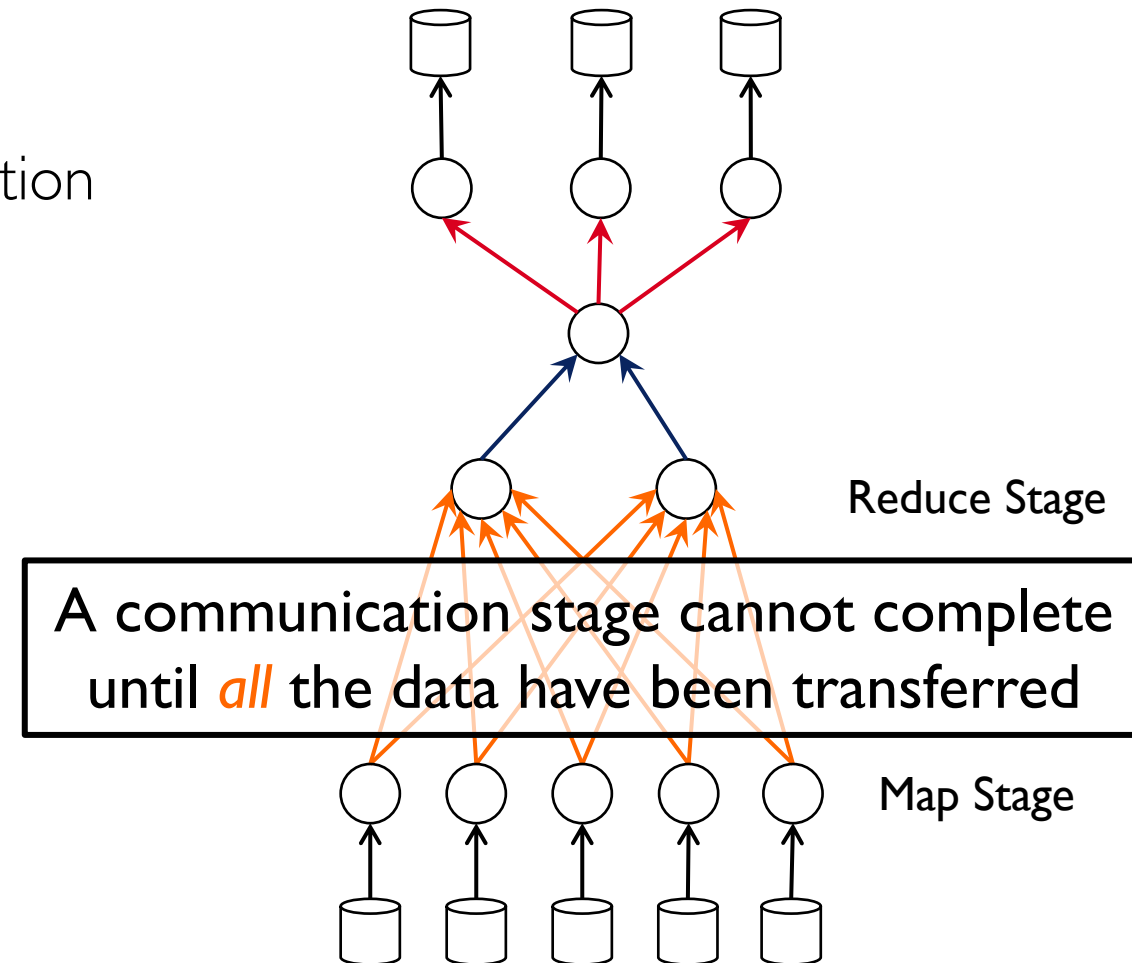 tion
Reduce Stage
A communication stage cannot complete
until all the data have been transferred
Map Stage